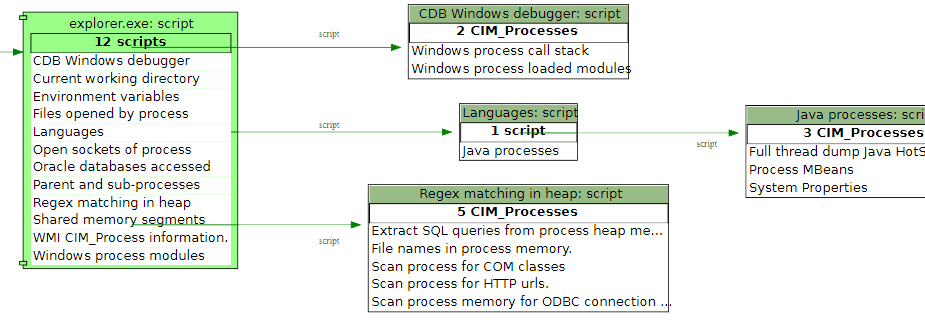 explorer.exe: script
12 scripts
CDB Windows debugger
Current working directory
Environment variables
Files opened by process
Languages
Open sockets of process
Oracle databases accessed
Parent and sub-processes
Regex matching in heap
Shared memory segments
WMI CIM_Process information.
Windows process modules
script
CDB Windows debugger: script
2 CIM_Processes
Windows process call stack
Windows process loaded modules
script
Languages: script
1 script
Java processes
script
Java processes: scri
3 CIM_Processes
Full thread dump Java HotS
Process MBeans
System Properties
script
Regex matching in heap: script
5 CIM_Processes
Extract SQL queries from process heap me...
File names in process memory.
Scan process for COM classes
Scan process for HTTP urls.
Scan process memory for ODBC connection ...